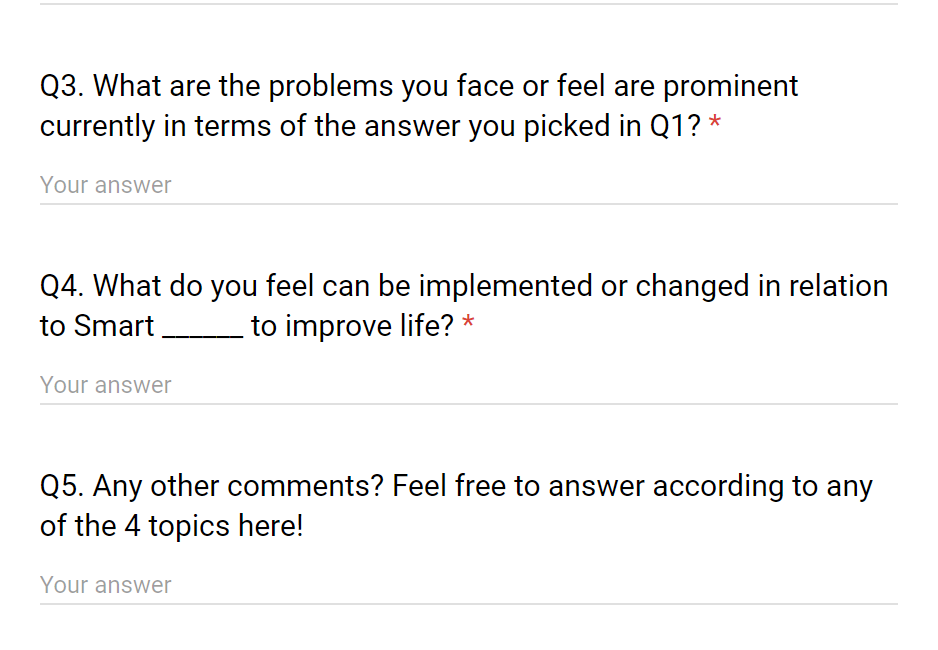 Q3. What are the problems you face or feel are prominent
currently in terms of the answer you picked in Q1? *
Your answer
Q4. What do you feel can be implemented or changed in relation
to Smart ______ to improve life? *
Your answer
Q5. Any other comments? Feel free to answer according to any
of the 4 topics here!
Your answer